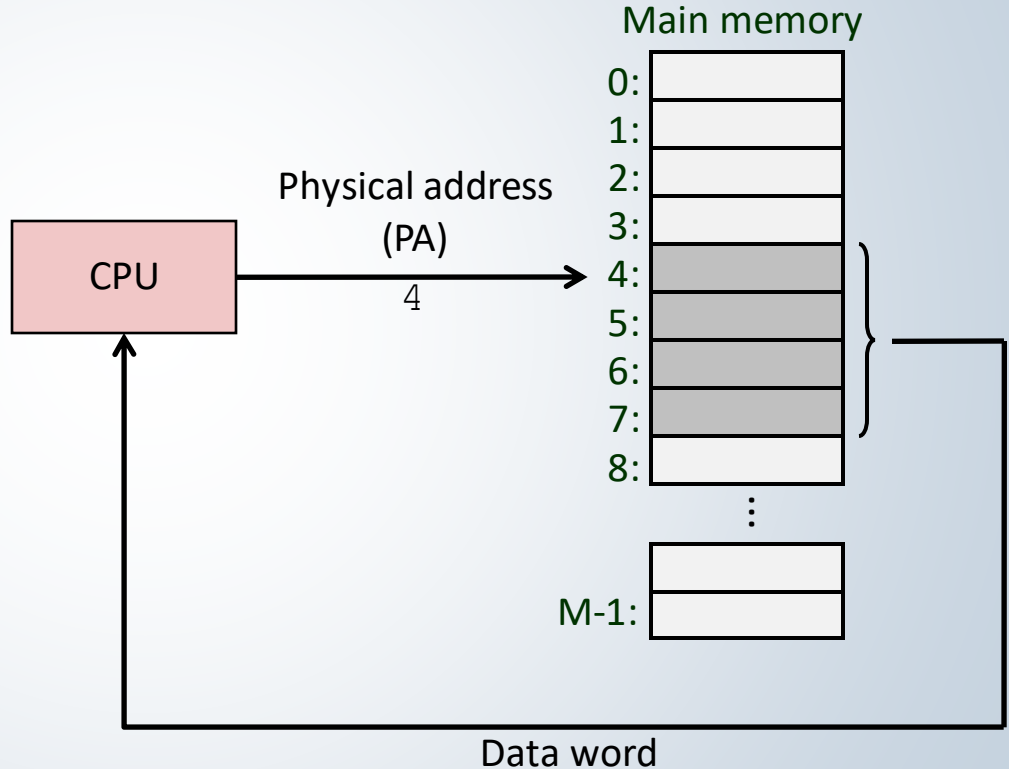 Main memory
0:
1:
2:
Physical address
(PA)
3:
CPU
4
4:
5:
6:
7:
8:
⋮
M-1:
Data word